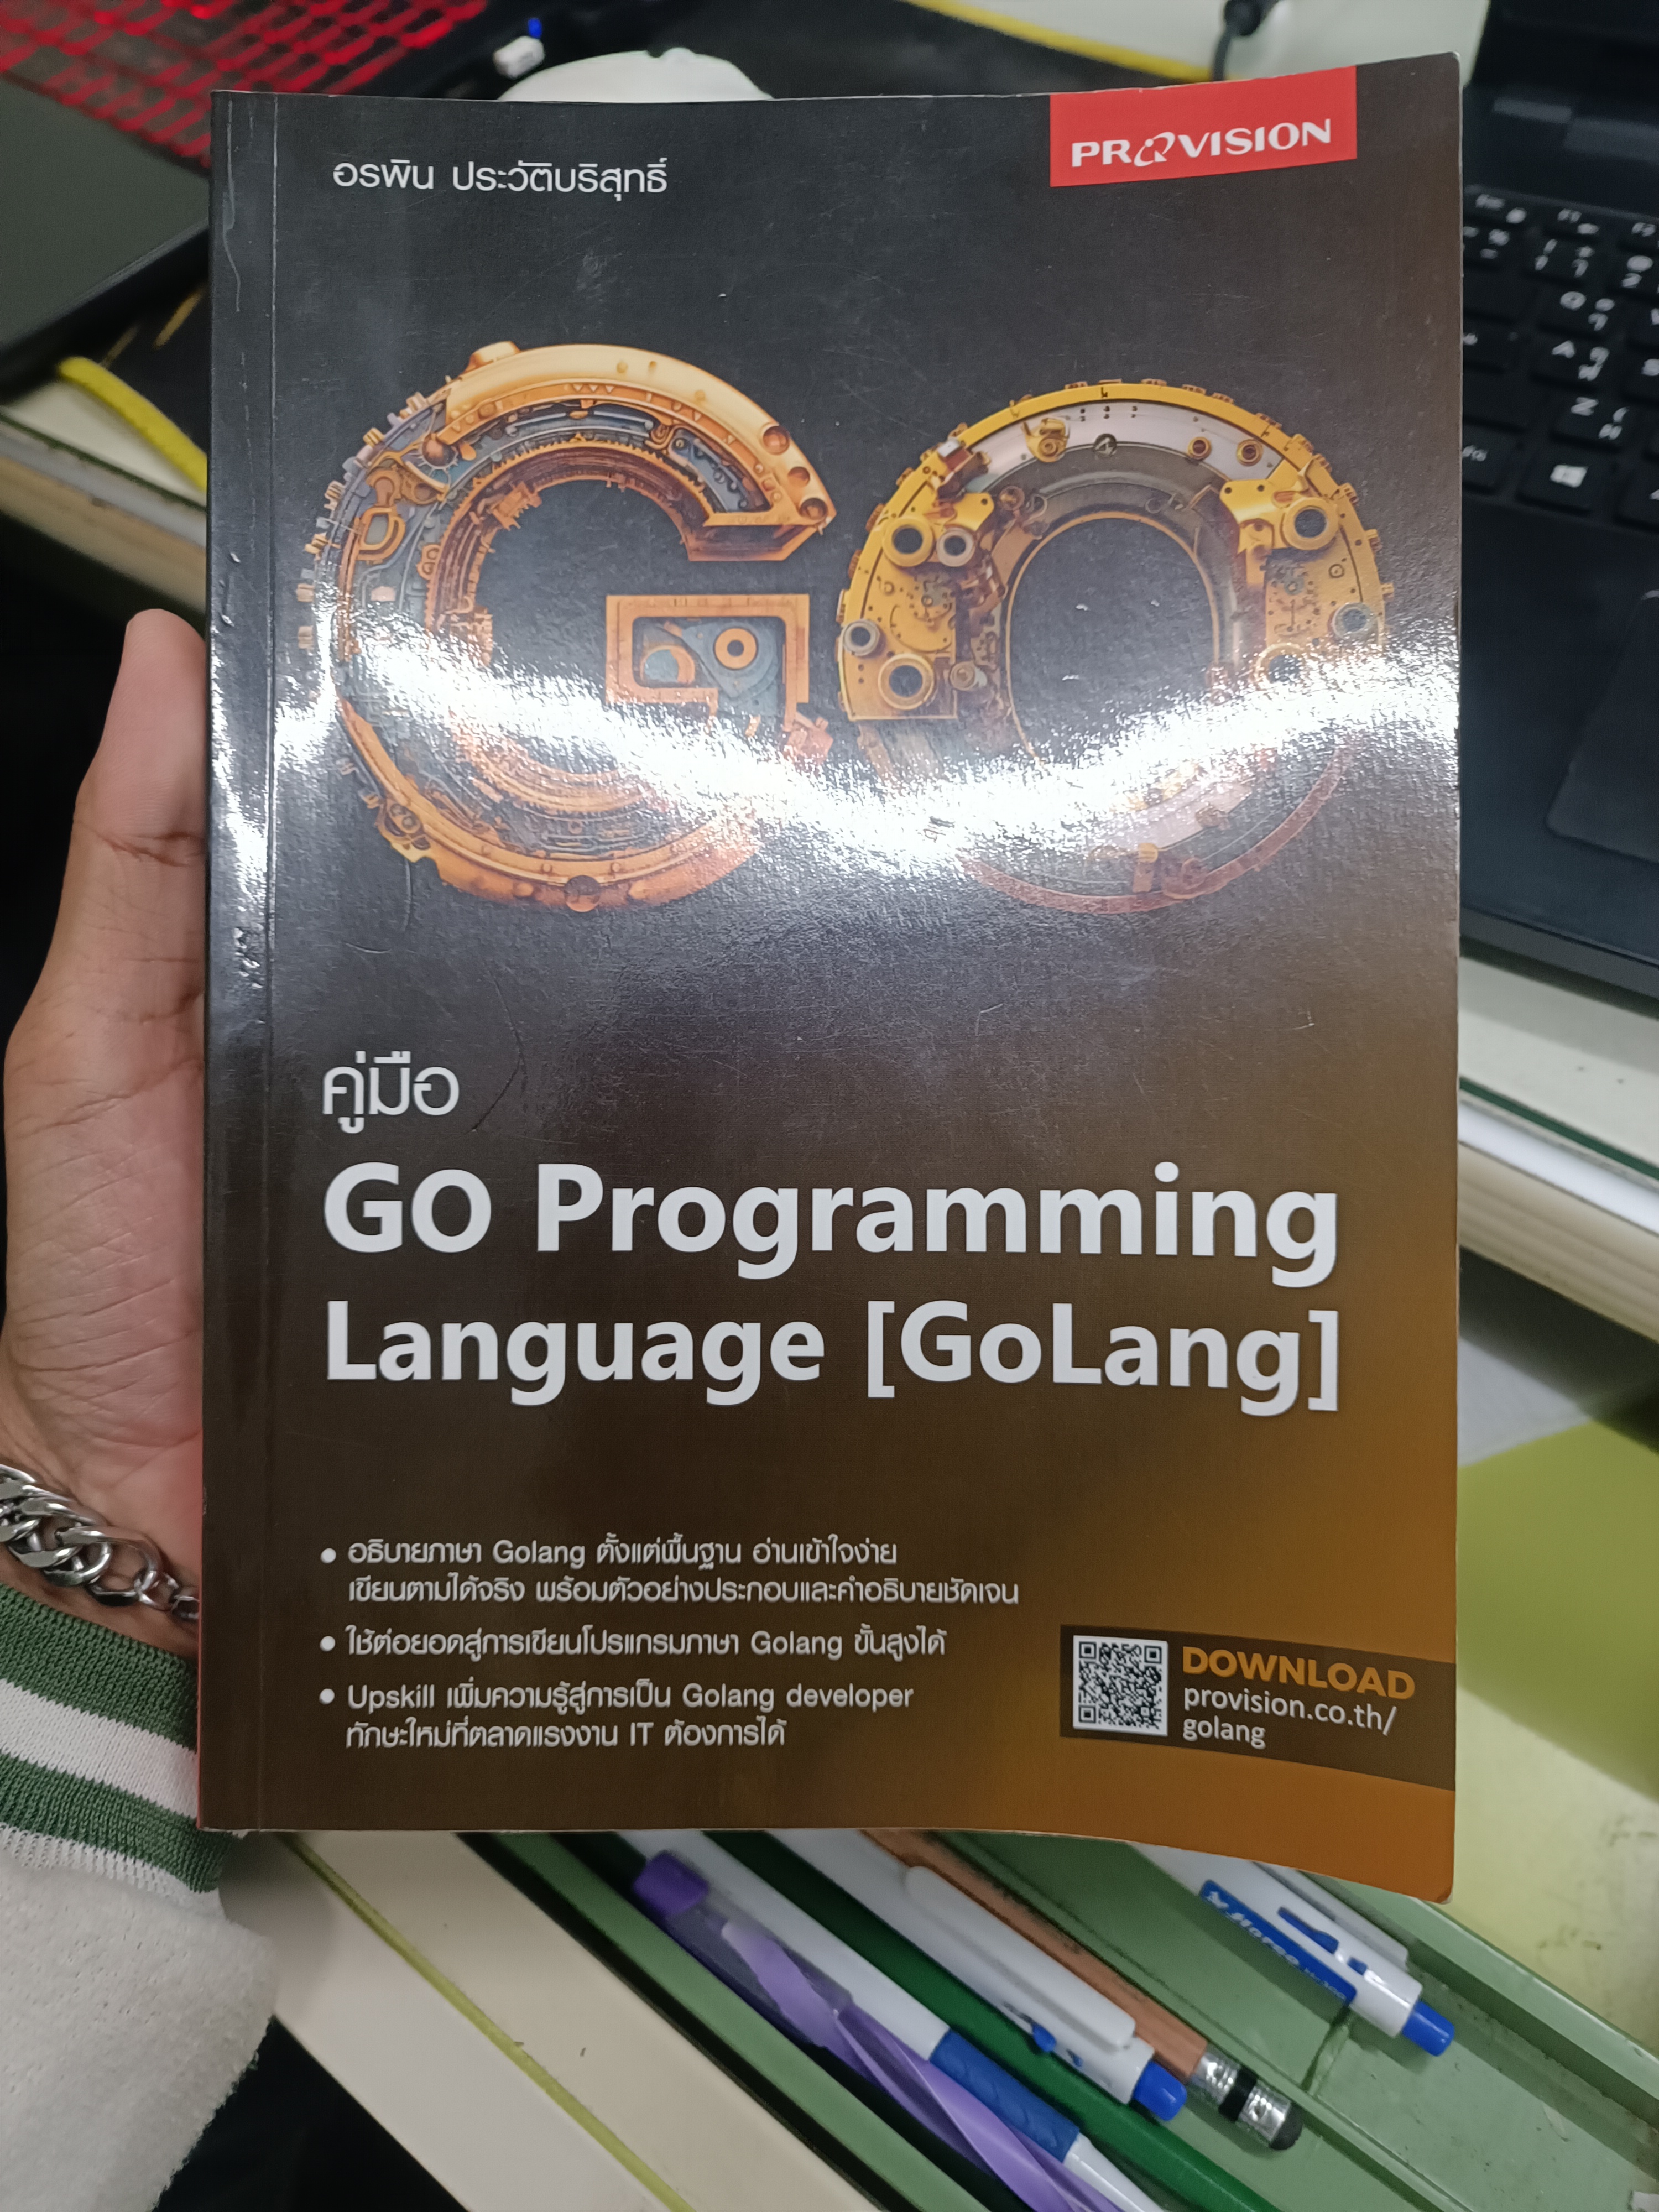 อรพิน ประวัติบริสุทธิ์
PROVISION
คู่มือ
GO Programming
Language [GoLang]
• อธิบายภาษา Golang ตั้งแต่พื้นฐาน อ่านเข้าใจง่าย
เขียนตามได้จริง พร้อมตัวอย่างประกอบและคำอธิบายชัดเจน
• ใช้ต่อยอดสู่การเขียนโปรแกรมภาษา Golang ขั้นสูงได้
• Upskill เพิ่มความรู้สู่การเป็น Golang developer
ทักษะใหม่ที่ตลาดแรงงาน IT ต้องการได้
DOWNLOAD
provision.co.th/
golang